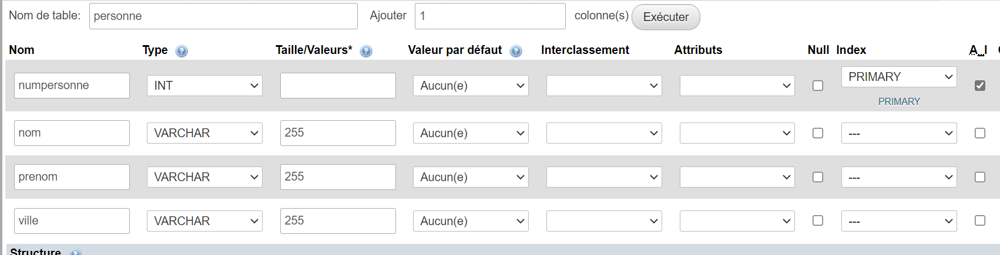 Nom de table: personne Ajouter 1 colonne(s) Exécuter
Nom Type Taille/Valeurs* Valeur par défaut Interclassement Attributs Null Index A_I
numpersonne INT Aucun(e) PRIMARY
PRIMARY
nom VARCHAR 255 Aucun(e) ---
prenom VARCHAR 255 Aucun(e) ---
ville VARCHAR 255 Aucun(e) ---
Structure